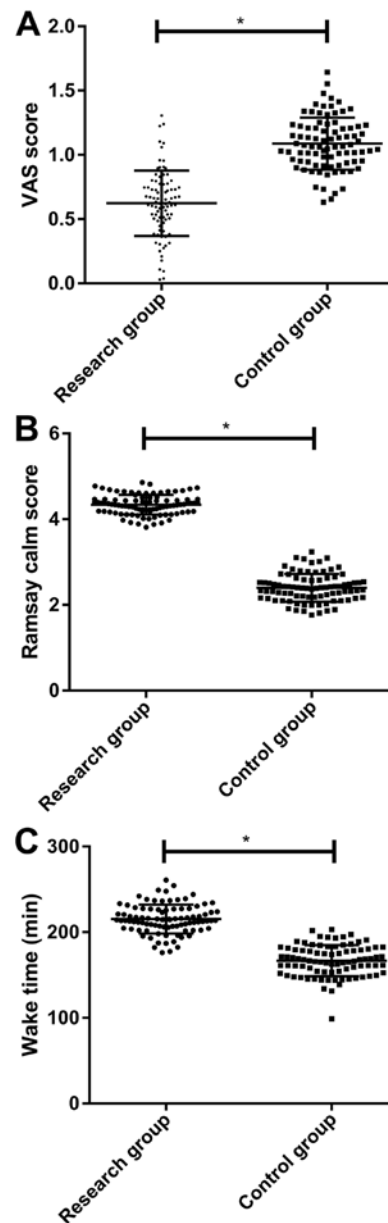 A
2.0
*
1.5
1.0
0.5
0.0
VAS score
Research group
Control group
B
6
*
4
2
0
Ramsay calm score
Research group
Control group
C
300
*
200
100
0
Wake time (min)
Research group
Control group